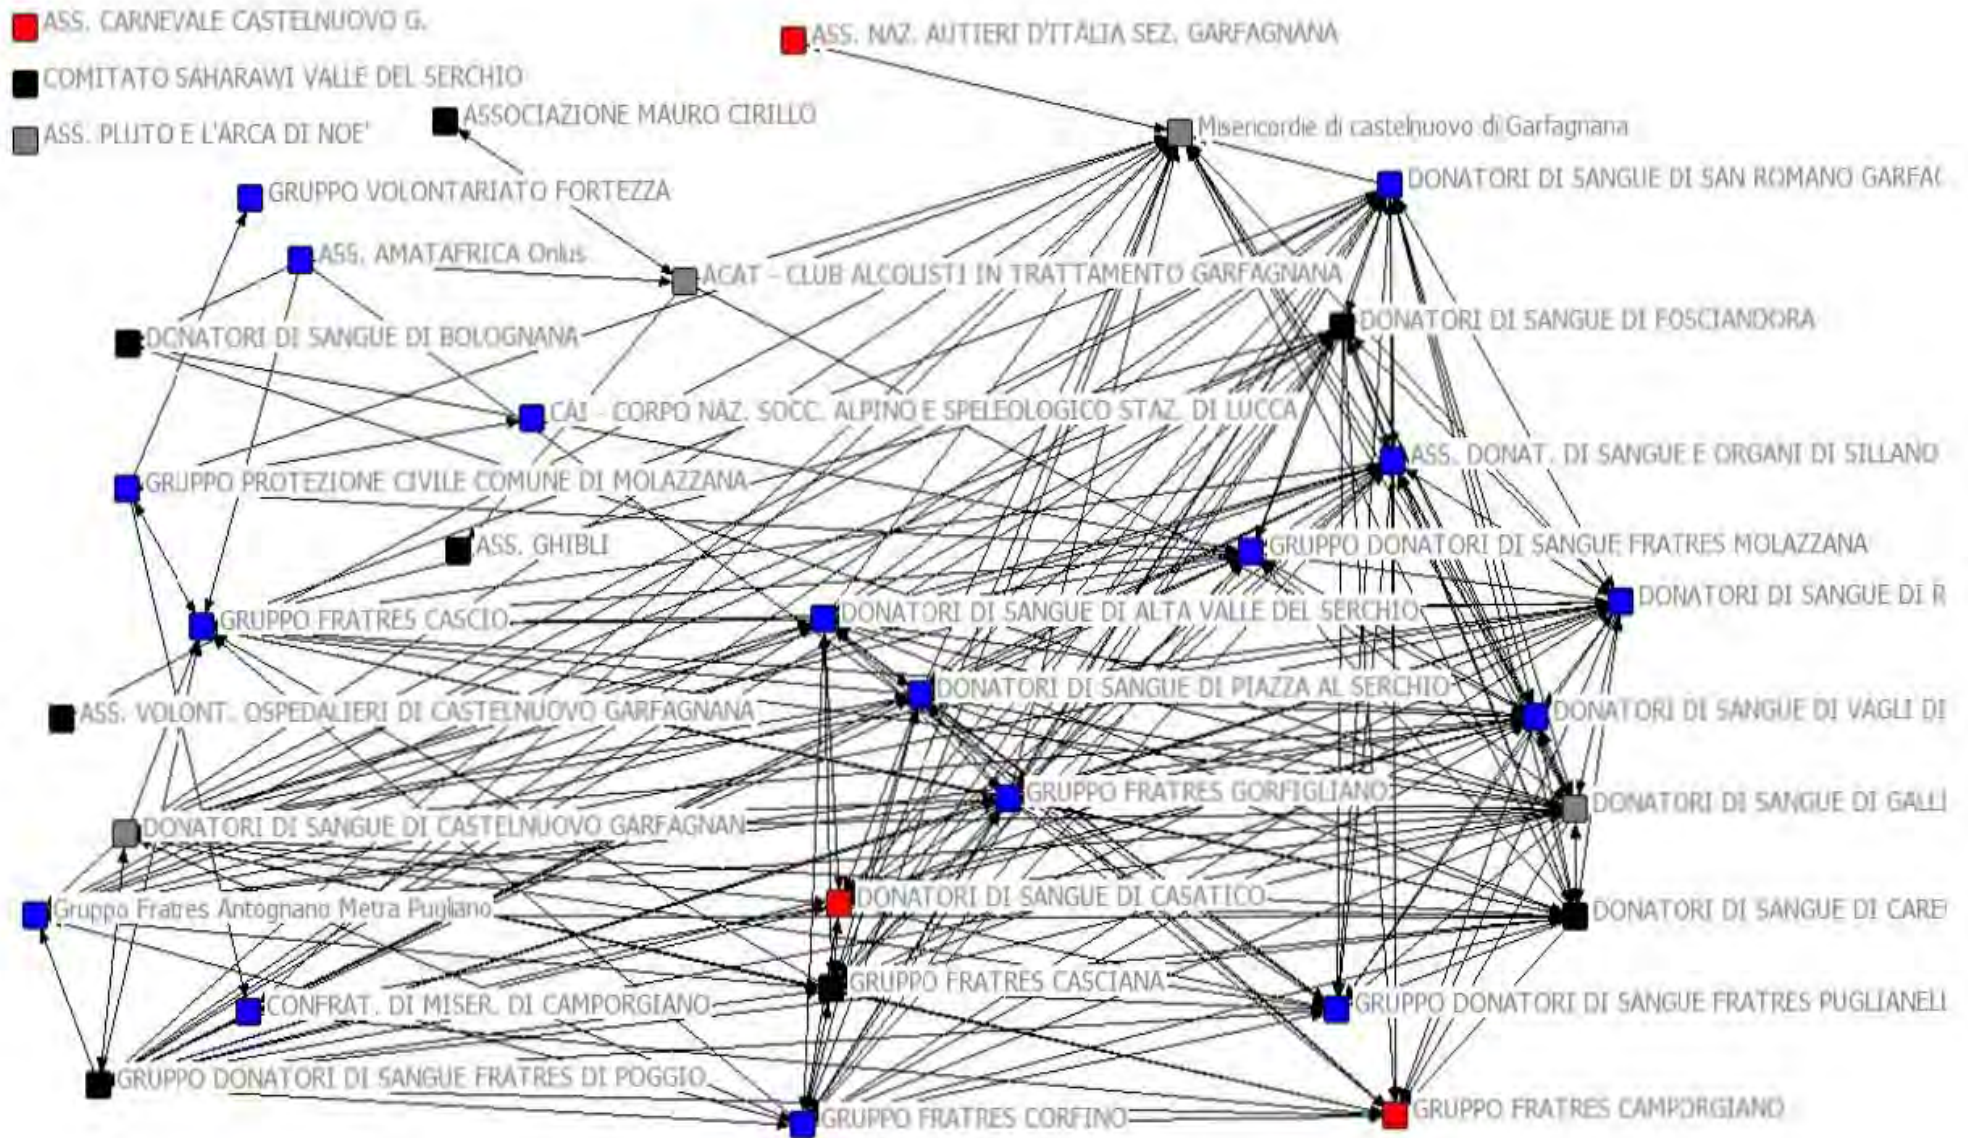 ASS. CARNEVALE CASTELNUOVO G.
ASS. NAZ. AUTIERI D'ITALIA SEZ. GARFAGNANA
COMITATO SAHARAWI VALLE DEL SERCHIO
ASSOCIAZIONE MAURO CIRILLO
Misericordie di castelnuovo di Garfagnana
ASS. PLUTO E L'ARCA DI NOE'
DONATORI DI SANGUE DI SAN ROMANO GARFAG
GRUPPO VOLONTARIATO FORTEZZA
ASS. AMATAFRICA Onlus
ACAT - CLUB ALCOLISTI IN TRATTAMENTO GARFAGNANA
DONATORI DI SANGUE DI FOSCIANDORA
DONATORI DI SANGUE DI BOLOGNANA
CAI - CORPO NAZ. SOCC. ALPINO E SPELEOLOGICO STAZ. DI LUCCA
ASS. DONAT. DI SANGUE E ORGANI DI SILLANO
GRUPPO PROTEZIONE CIVILE COMUNE DI MOLAZZANA
ASS. GHIBLI
GRUPPO DONATORI DI SANGUE FRATRES MOLAZZANA
DONATORI DI SANGUE DI R
GRUPPO FRATRES CASCIO
DONATORI DI SANGUE DI ALTA VALLE DEL SERCHIO
DONATORI DI SANGUE DI PIAZZA AL SERCHIO
ASS. VOLONT. OSPEDALIERI DI CASTELNUOVO GARFAGNANA
DONATORI DI SANGUE DI VAGLI DI
GRUPPO FRATRES GORFIGLIANO
DONATORI DI SANGUE DI GALLI
DONATORI DI SANGUE DI CASTELNUOVO GARFAGNAN
DONATORI DI SANGUE DI CASATICO
Gruppo Fratres Antognano Metra Pugliano
DONATORI DI SANGUE DI CARE
GRUPPO FRATRES CASCIANA
CONFRAT. DI MISER. DI CAMPORGIANO
GRUPPO DONATORI DI SANGUE FRATRES PUGLIANELL
GRUPPO DONATORI DI SANGUE FRATRES DI POGGIO
GRUPPO FRATRES CORFINO
GRUPPO FRATRES CAMPORGIANO